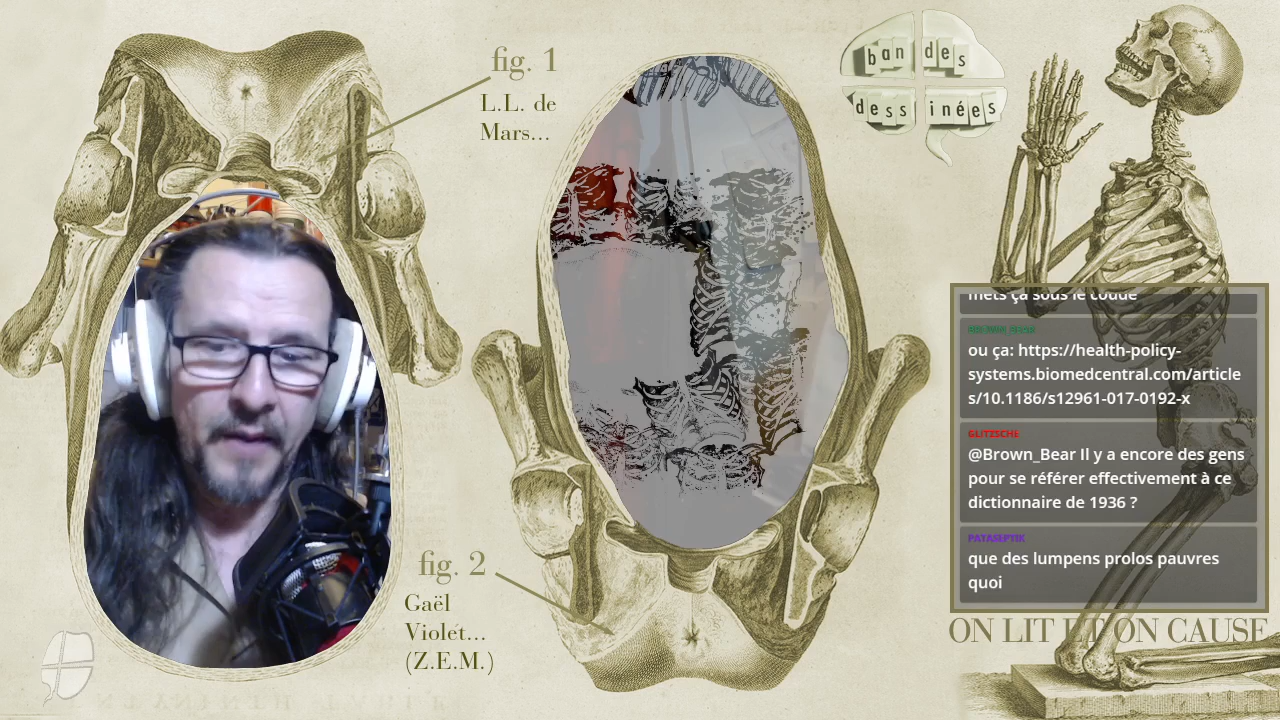 fig. 1
L.L. de
Mars...
ban des
dess inées
mets ça sous le coude
BROWN_BEAR
ou ça: https://health-policy-
systems.biomedcentral.com/article
s/10.1186/s12961-017-0192-x
GLITZSCHE
@Brown_Bear Il y a encore des gens
pour se référer effectivement à ce
dictionnaire de 1936 ?
PATASEPTIK
que des lumpens prolos pauvres
quoi
fig. 2
Gaël
Violet...
(Z.E.M.)
ON LIT ET ON CAUSE